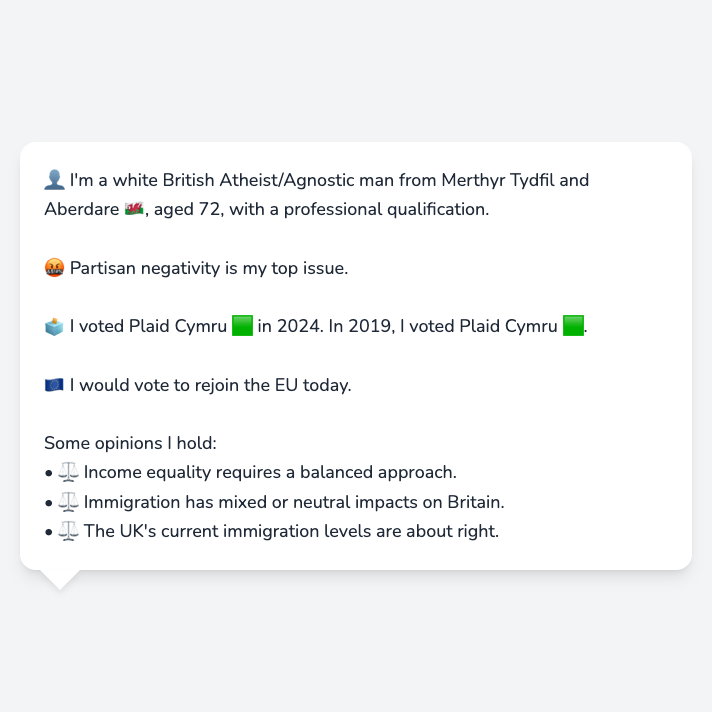 👤 I'm a white British Atheist/Agnostic man from Merthyr Tydfil and
Aberdare 🏴󠁧󠁢󠁷󠁬󠁳󠁿, aged 72, with a professional qualification.
🤬 Partisan negativity is my top issue.
🗳️ I voted Plaid Cymru 🟩 in 2024. In 2019, I voted Plaid Cymru 🟩.
🇪🇺 I would vote to rejoin the EU today.
Some opinions I hold:
• ⚖️ Income equality requires a balanced approach.
• ⚖️ Immigration has mixed or neutral impacts on Britain.
• ⚖️ The UK's current immigration levels are about right.